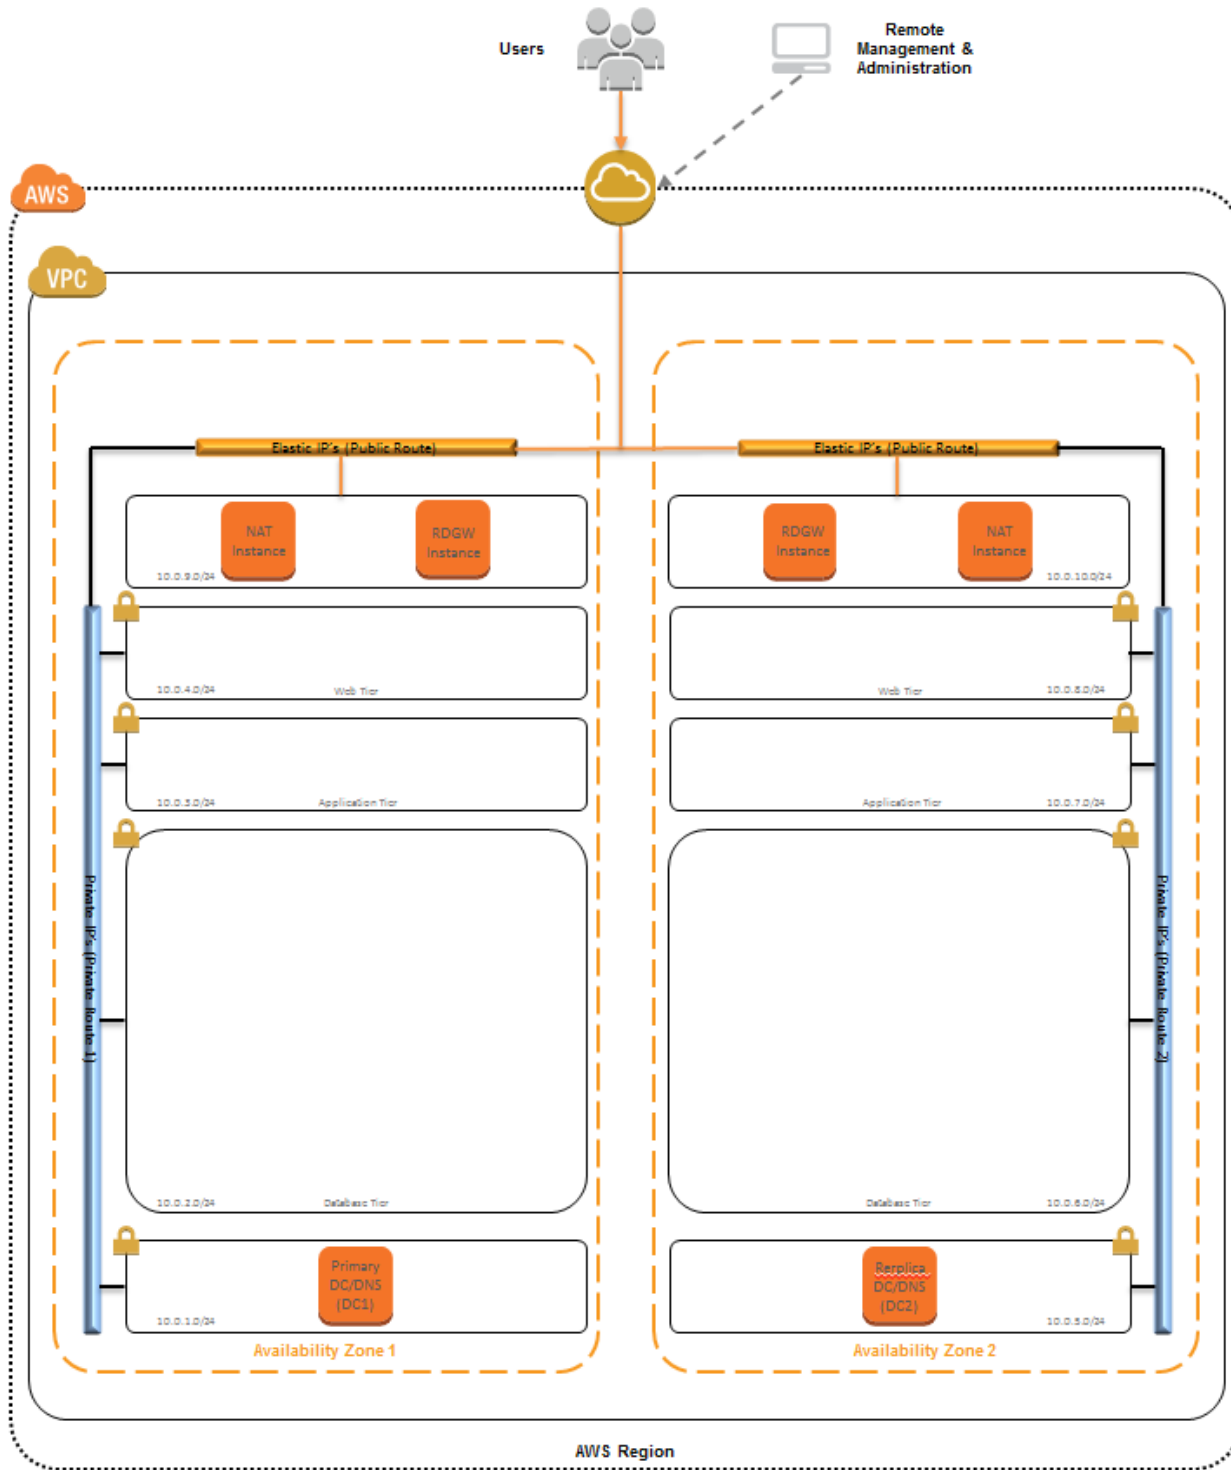 Users
Remote
Management &
Administration
AWS
VPC
Elastic IP's (Public Route)
Elastic IP's (Public Route)
NAT
Instance
RDGW
Instance
10.0.9.0/24
RDGW
Instance
NAT
Instance
10.0.10.0/24
10.0.4.0/24
Web Tier
Web Tier
10.0.8.0/24
10.0.3.0/24
Application Tier
Application Tier
10.0.7.0/24
Private IP's (Private Route 1)
Private IP's (Private Route 2)
10.0.2.0/24
Database Tier
Database Tier
10.0.6.0/24
Primary
DC/DNS
(DC1)
10.0.1.0/24
Rerplica
DC/DNS
(DC2)
10.0.5.0/24
Availability Zone 1
Availability Zone 2
AWS Region